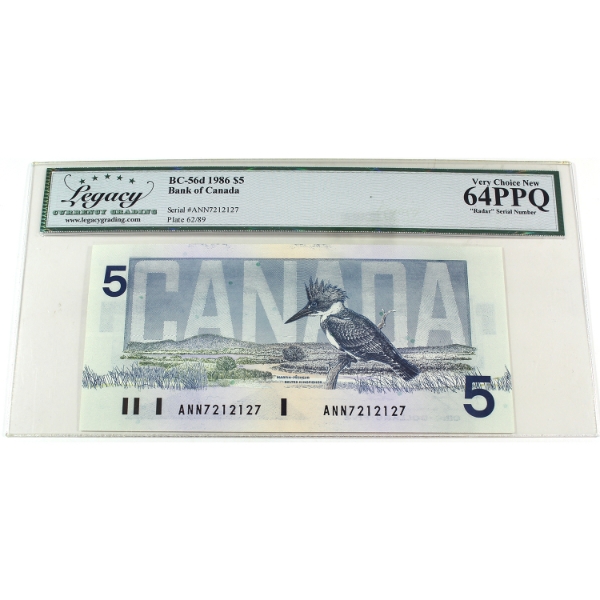 Legacy
CURRENCY GRADING
www.legacygrading.com
BC-56d 1986 $5
Bank of Canada
Serial #ANN7212127
Plate 62/89
Very Choice New
64PPQ
"Radar" Serial Number
5
CANADA
ANN7212127
ANN7212127
5